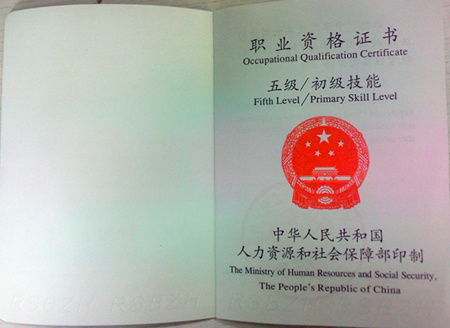 职业资格证书
Occupational Qualification Certificate
五级/初级技能
Fifth Level/Primary Skill Level
中华人民共和国
人力资源和社会保障部印制
The Ministry of Human Resources and Social Security,
The People's Republic of China